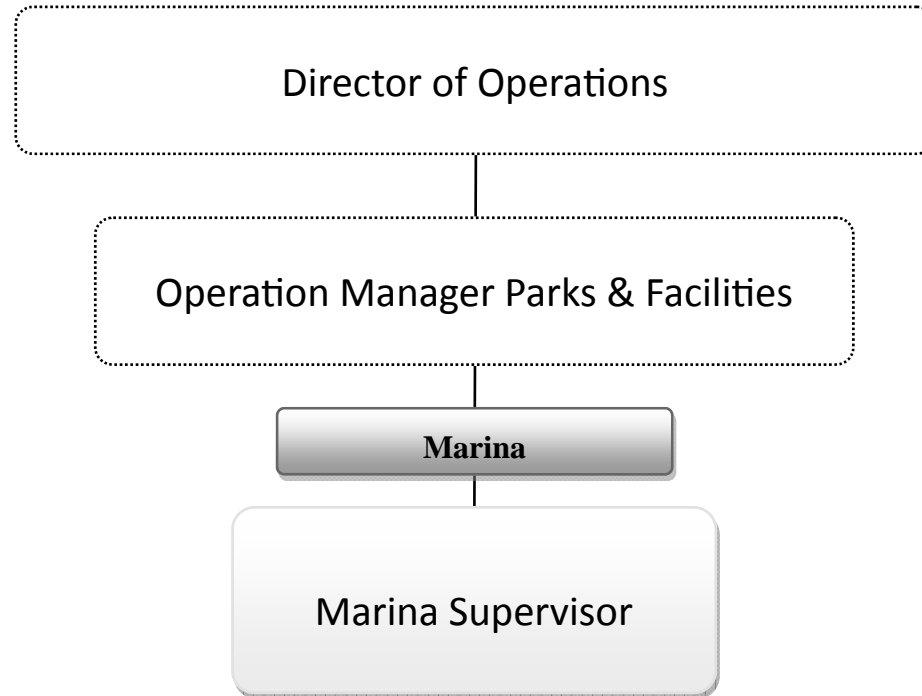 Director of Operations
Operation Manager Parks & Facilities
Marina
Marina Supervisor